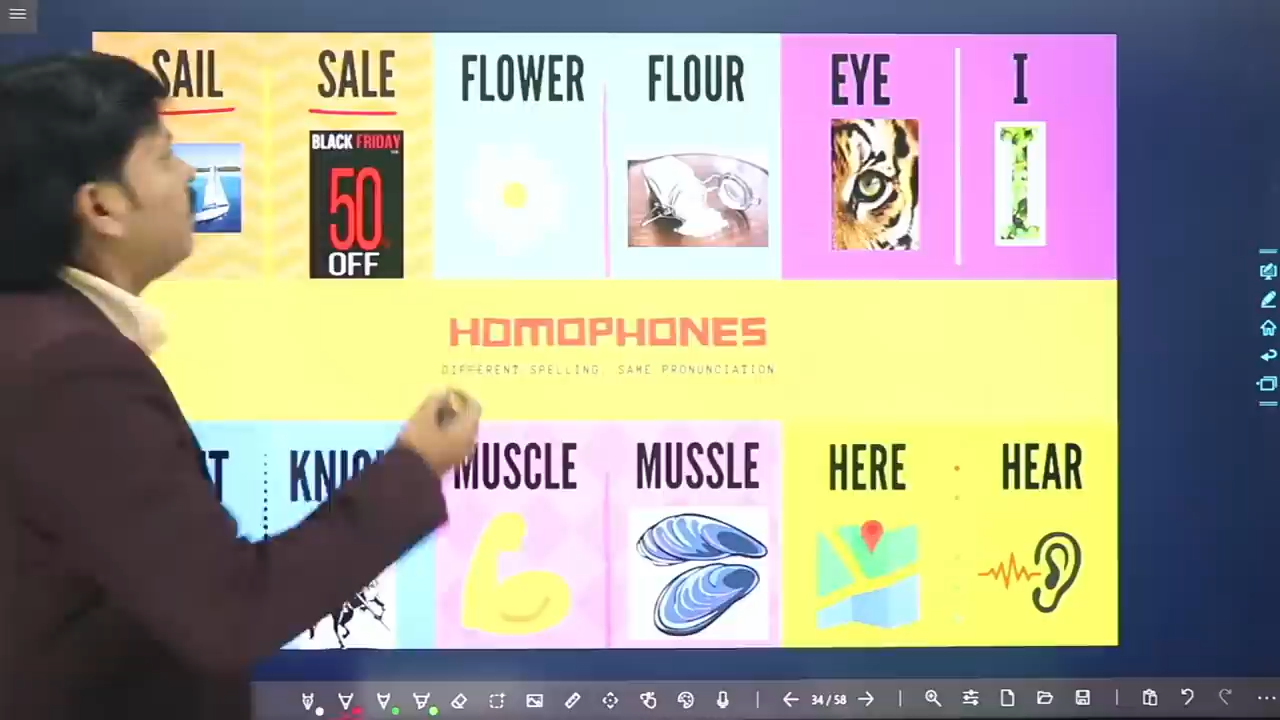 SAIL SALE FLOWER FLOUR EYE I
BLACK FRIDAY
50
OFF
HOMOPHONES
DIFFERENT SPELLING, SAME PRONUNCIATION
MUSCLE MUSSLE HERE HEAR
34 / 58